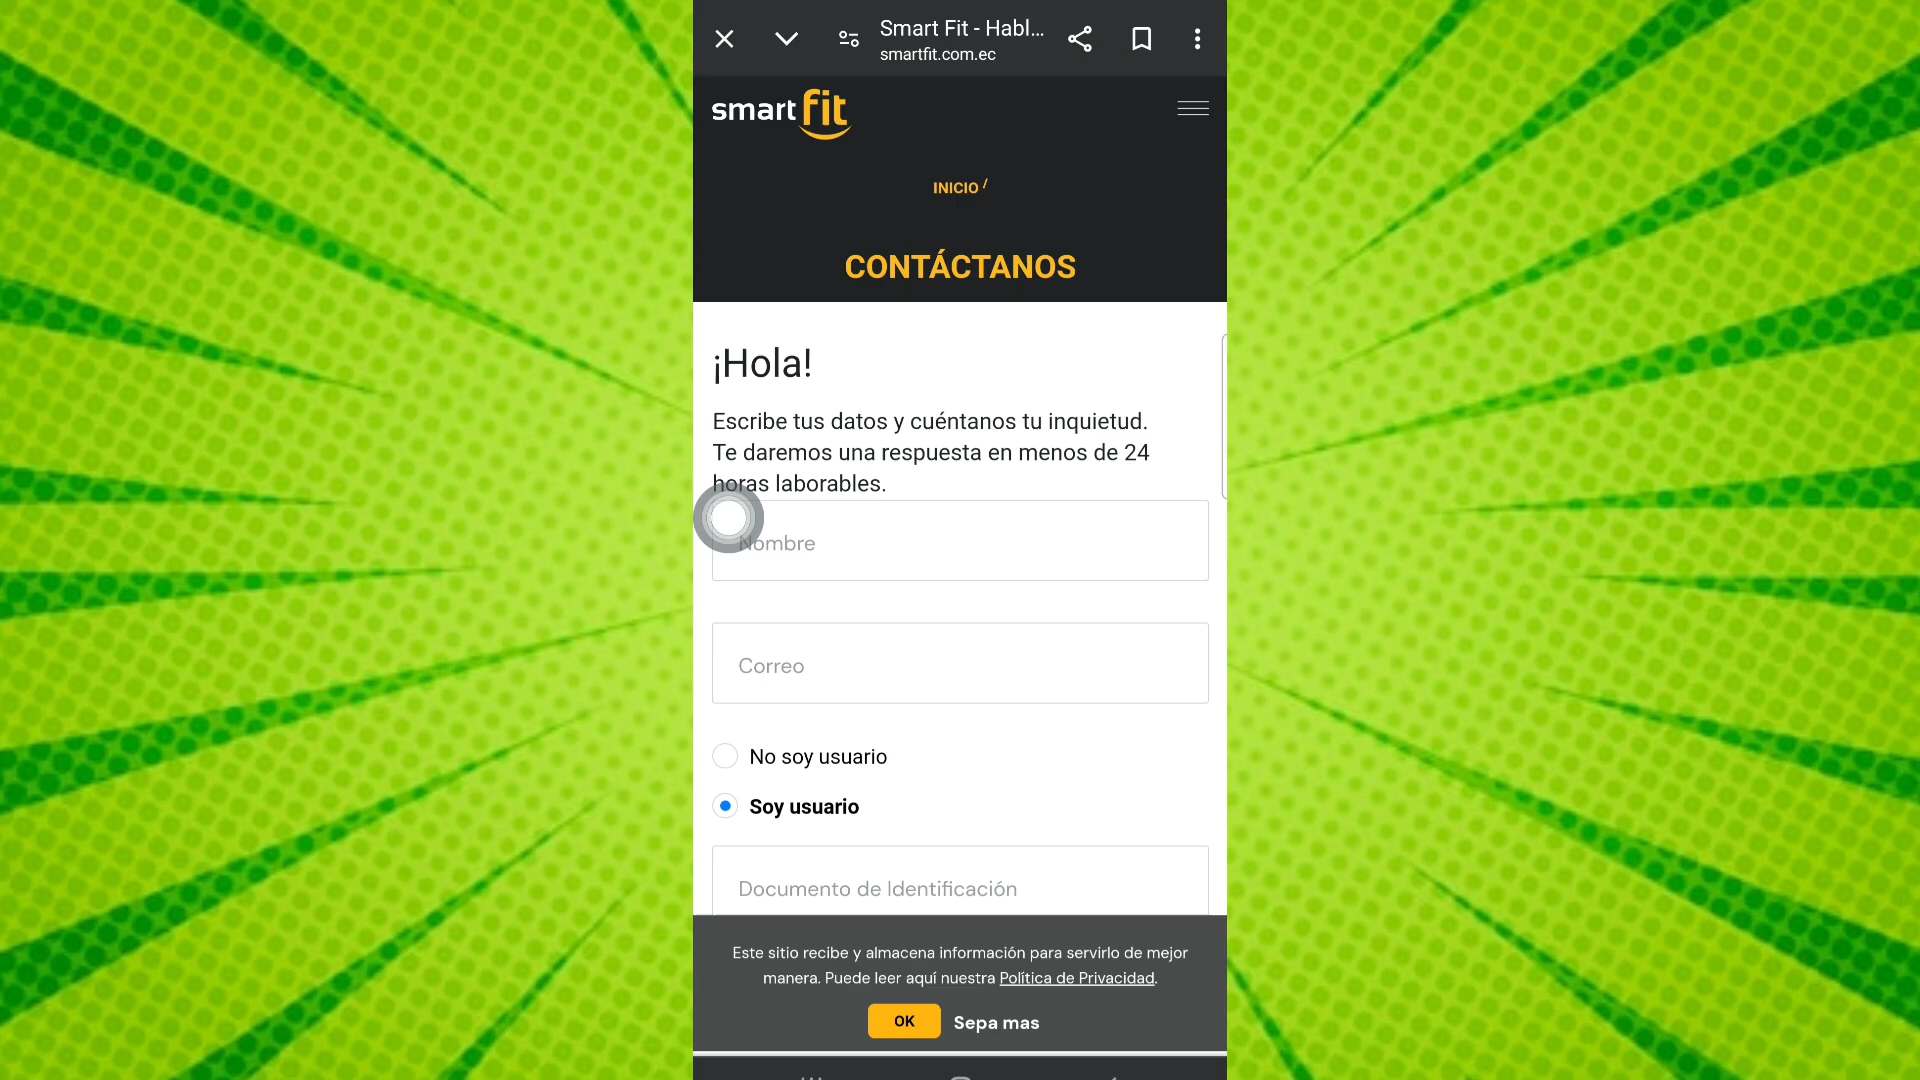 Smart Fit - Habl...
smartfit.com.ec
smart fit
INICIO /
CONTÁCTANOS
¡Hola!
Escribe tus datos y cuéntanos tu inquietud.
Te daremos una respuesta en menos de 24
horas laborables.
Nombre
Correo
No soy usuario
Soy usuario
Documento de Identificación
Este sitio recibe y almacena información para servirlo de mejor
manera. Puede leer aquí nuestra Política de Privacidad.
OK Sepa mas